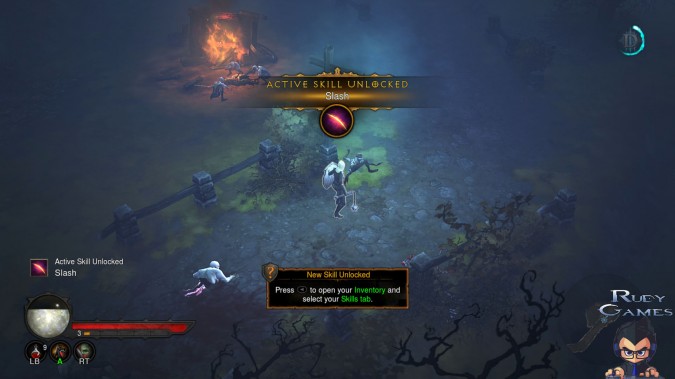 ACTIVE SKILL UNLOCKED
Slash
Active Skill Unlocked
Slash
New Skill Unlocked
Press to open your Inventory and
select your Skills tab.
9
3
LB
A
RT
RUBY
GAMES